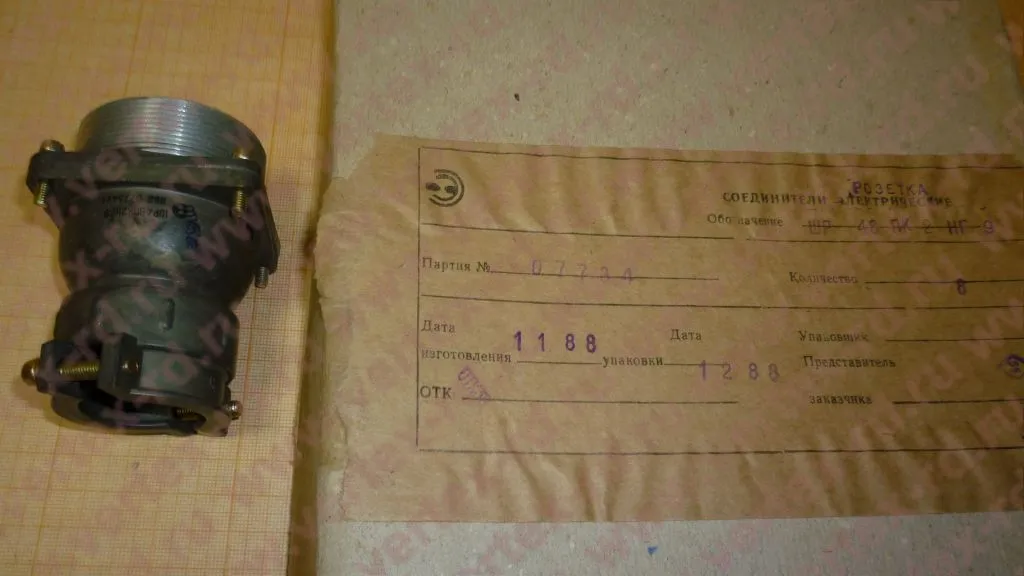 РОЗЕТКА
СОЕДИНИТЕЛИ ЭЛЕКТРИЧЕСКИЕ
Обозначение ШР 48 ПК 2 НГ-9
Партия № 07734
Количество 8
Дата изготовления 1188
Дата упаковки 1288
Упаковщик
Представитель заказчика
ОТК